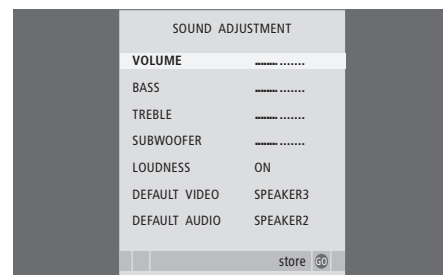 SOUND ADJUSTMENT
VOLUME ..............
BASS ..............
TREBLE ..............
SUBWOOFER ..............
LOUDNESS ON
DEFAULT VIDEO SPEAKER3
DEFAULT AUDIO SPEAKER2
store GO